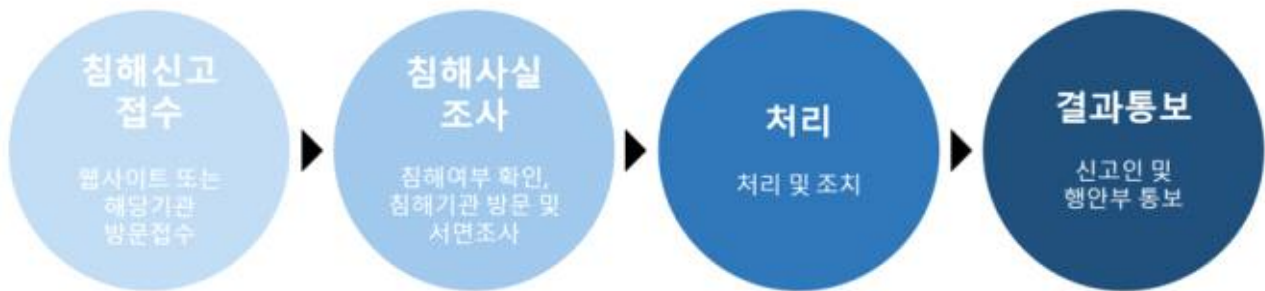 침해신고
접수
웹사이트 또는
해당기관
방문접수
침해사실
조사
침해여부 확인,
침해기관 방문 및
서면조사
처리
처리 및 조치
결과통보
신고인 및
행안부 통보